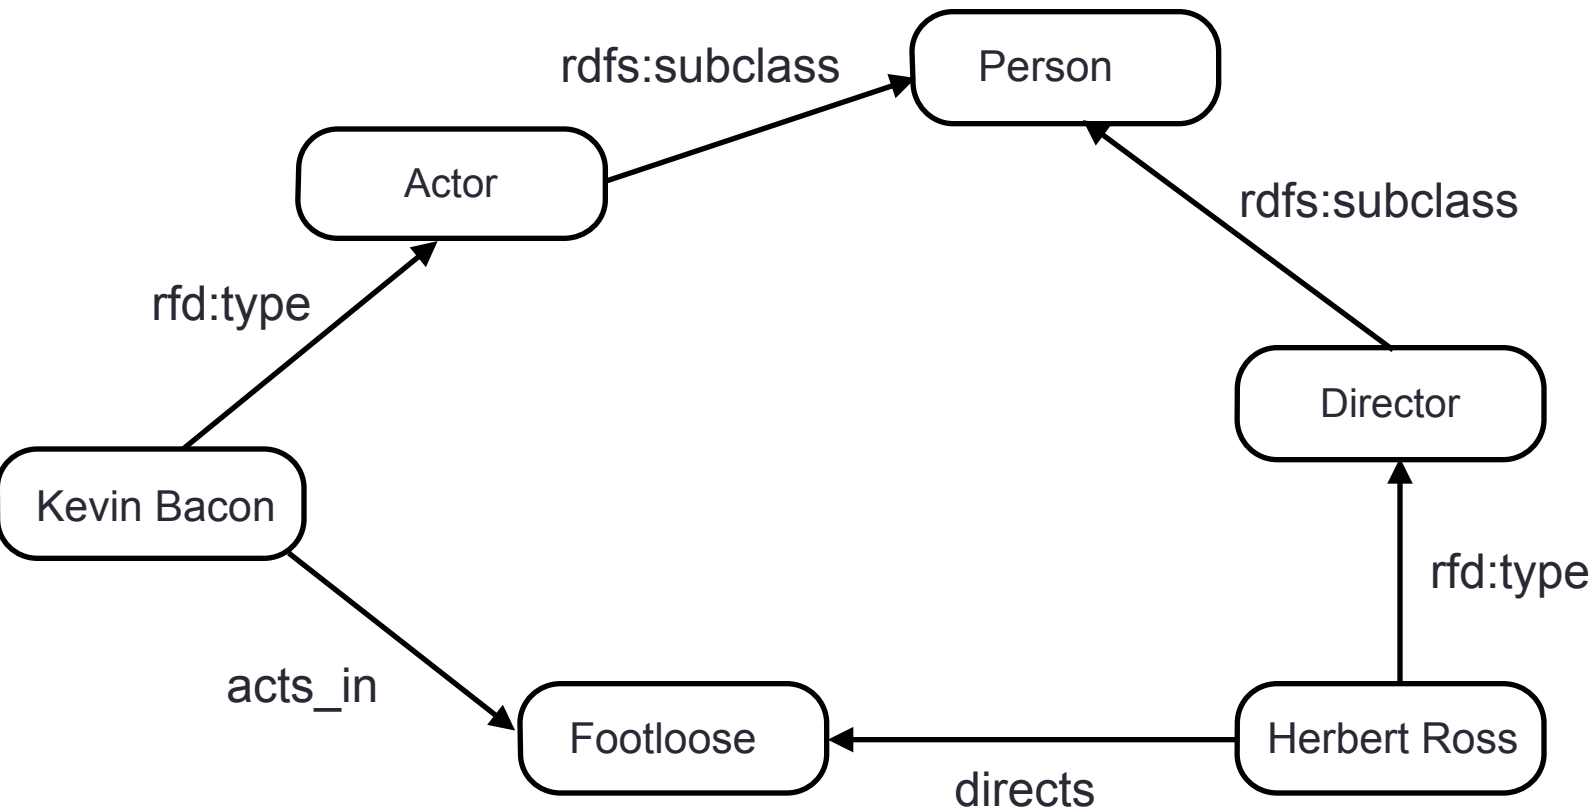 Person
rdfs:subclass
Actor
rdfs:subclass
rfd:type
Director
Kevin Bacon
rfd:type
acts_in
Footloose
Herbert Ross
directs